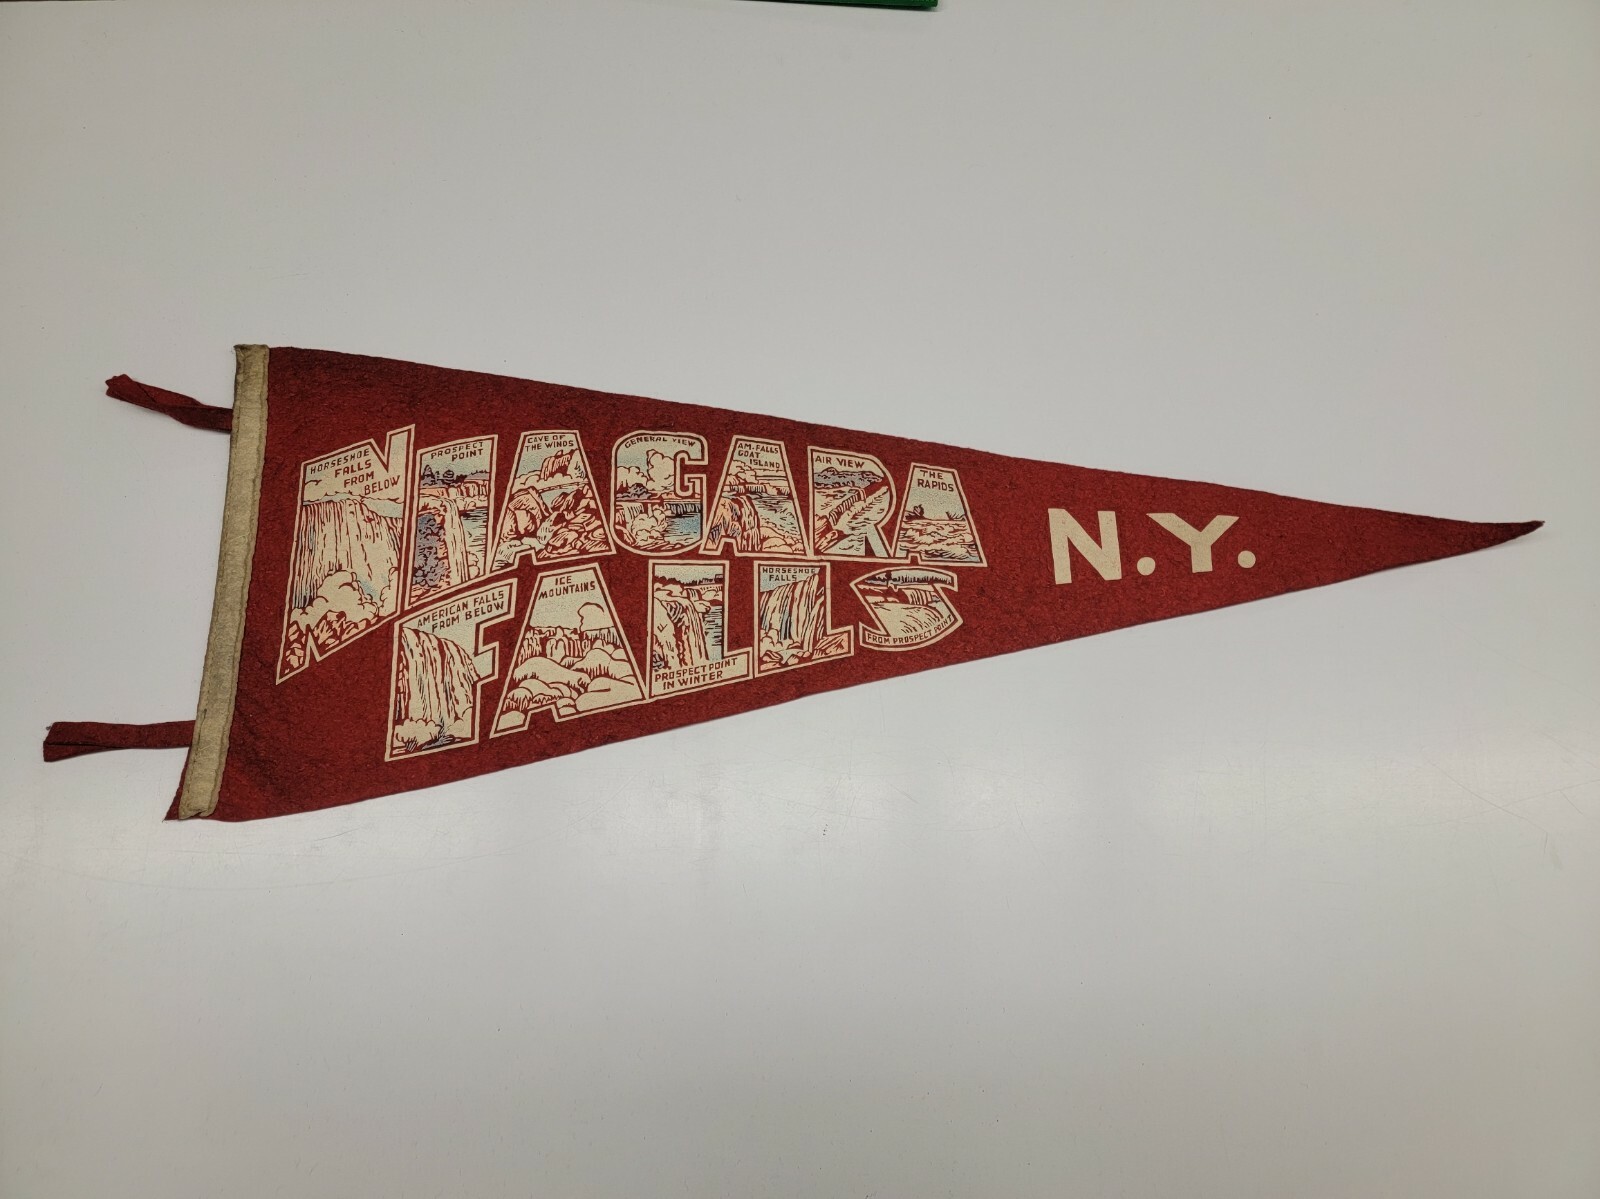 NIAGARA
FALLS
N.Y.
HORSESHOE
FALLS
FROM
BELOW
PROSPECT
POINT
CAVE OF
THE WINDS
GENERAL VIEW
AM. FALLS
GOAT
ISLAND
AIR VIEW
THE
RAPIDS
AMERICAN FALLS
FROM BELOW
ICE
MOUNTAINS
PROSPECT POINT
IN WINTER
HORSESHOE
FALLS
FROM PROSPECT POINT